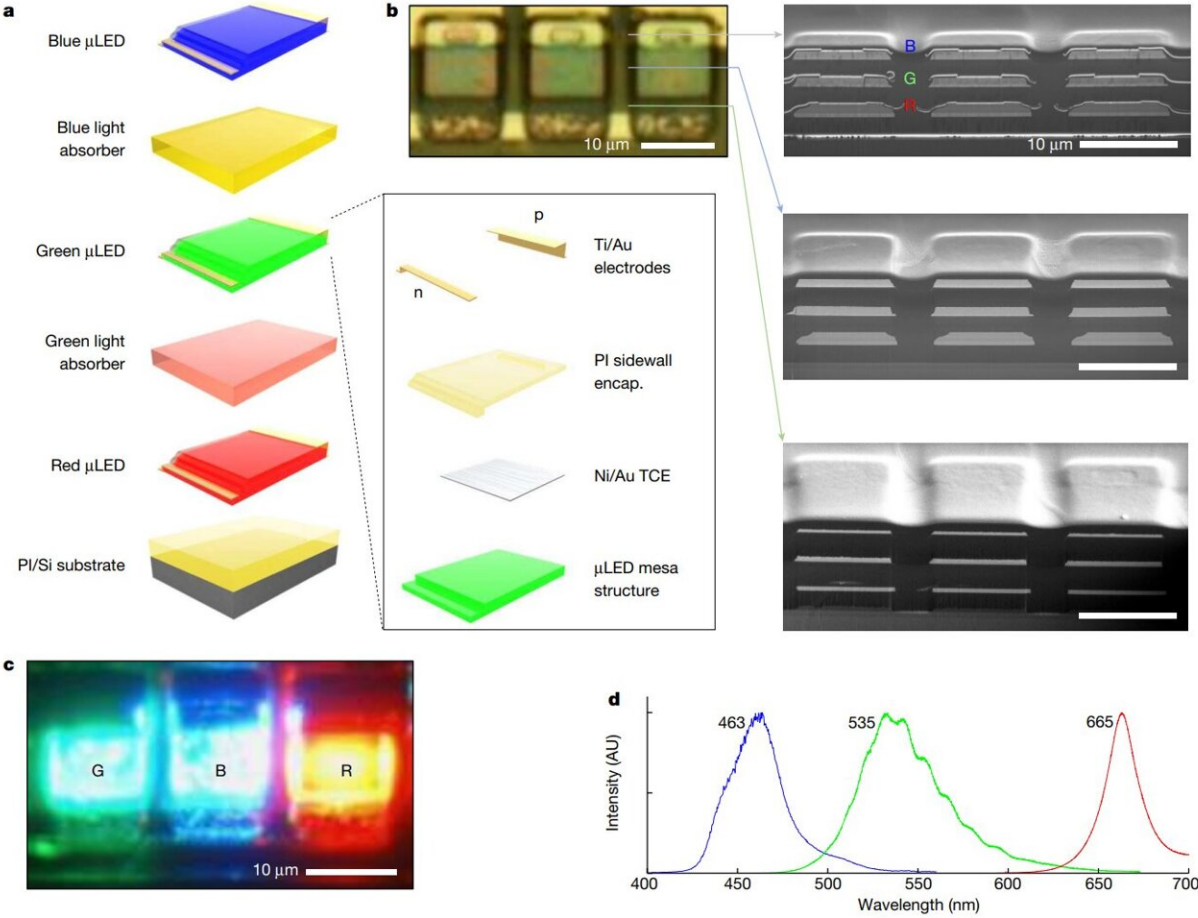 a
Blue μLED
Blue light
absorber
Green μLED
Green light
absorber
Red μLED
PI/Si substrate
p
n
Ti/Au
electrodes
PI sidewall
encap.
Ni/Au TCE
μLED mesa
structure
b
10 μm
B
G
R
10 μm
c
G
B
R
10 μm
d
463
535
665
Intensity (AU)
400
450
500
550
600
650
700
Wavelength (nm)